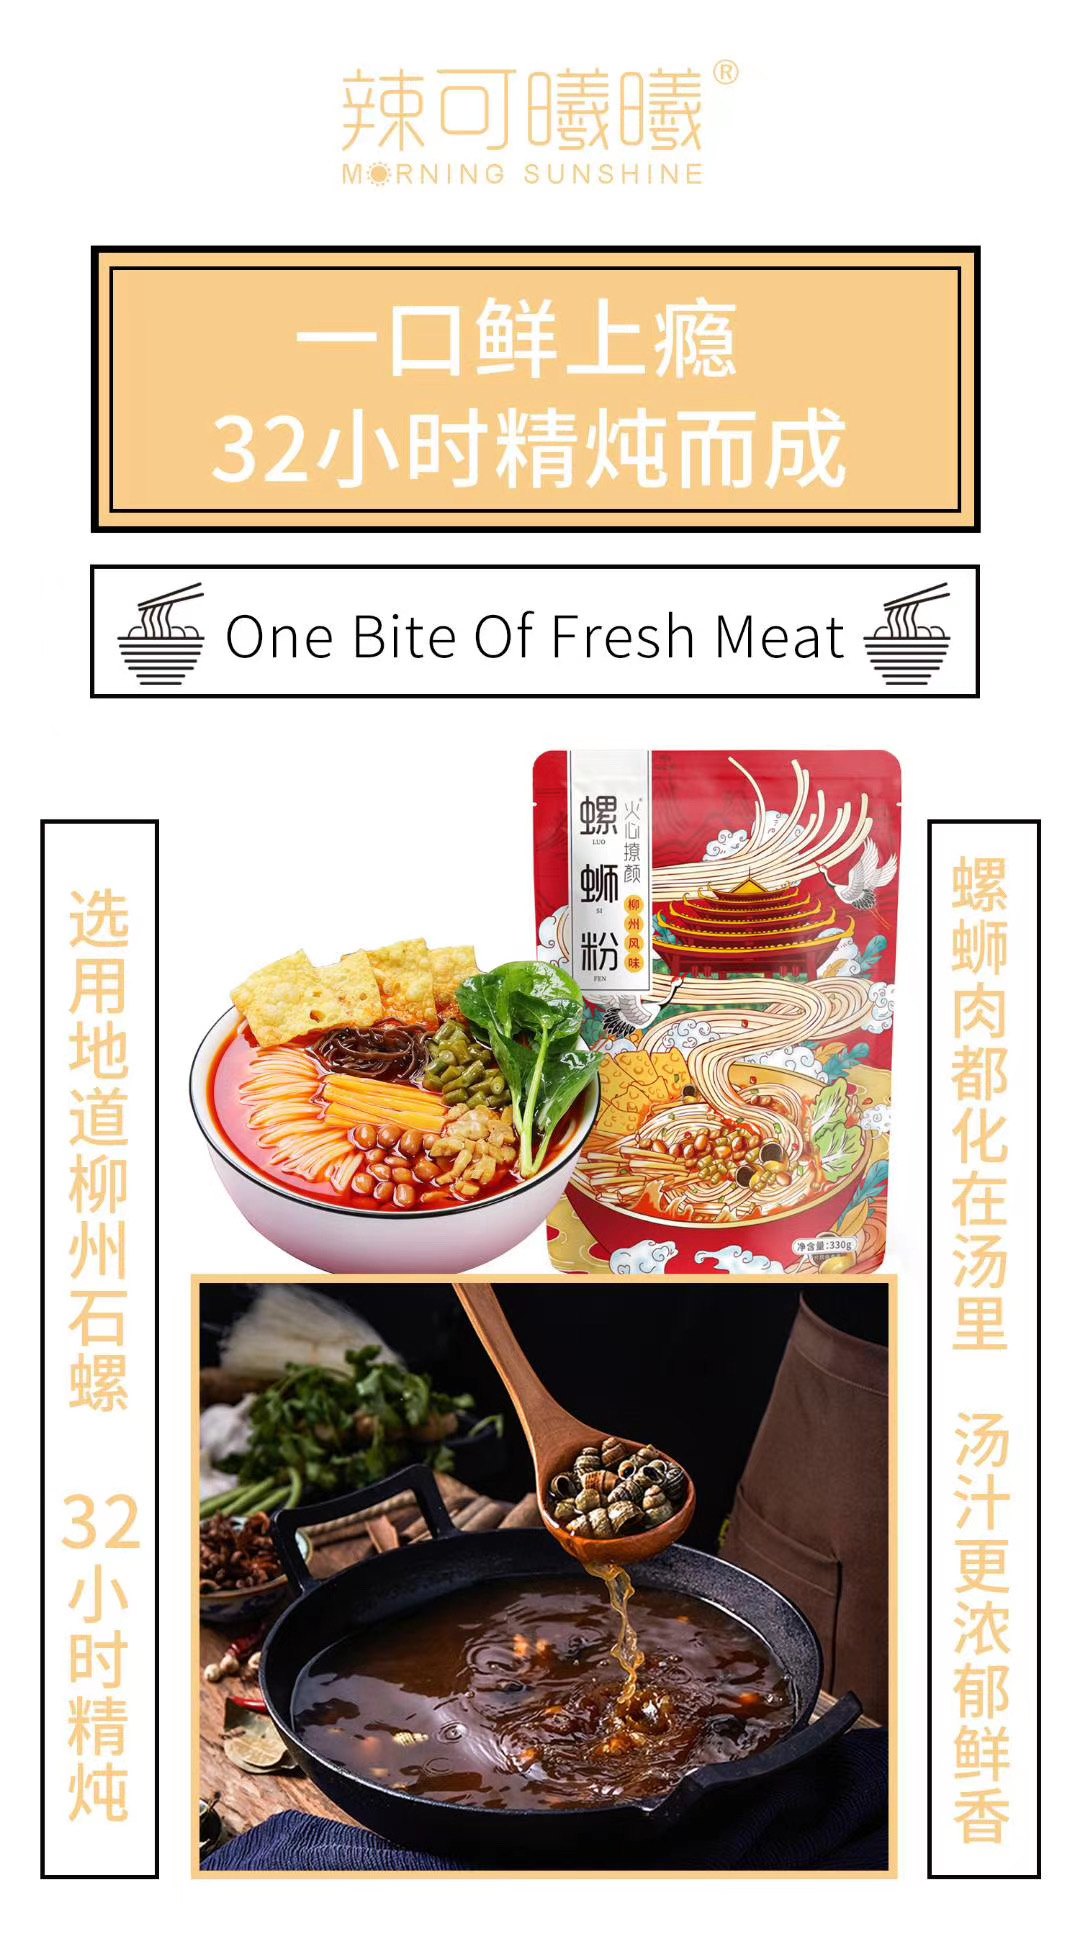 辣可曦曦®
MORNING SUNSHINE
一口鲜上瘾
32小时精炖而成
One Bite Of Fresh Meat
选用地道柳州石螺 32小时精炖
螺蛳粉
LUO
SI
FEN
火心撩颜
柳州风味
净含量:330g
螺蛳肉都化在汤里 汤汁更浓郁鲜香